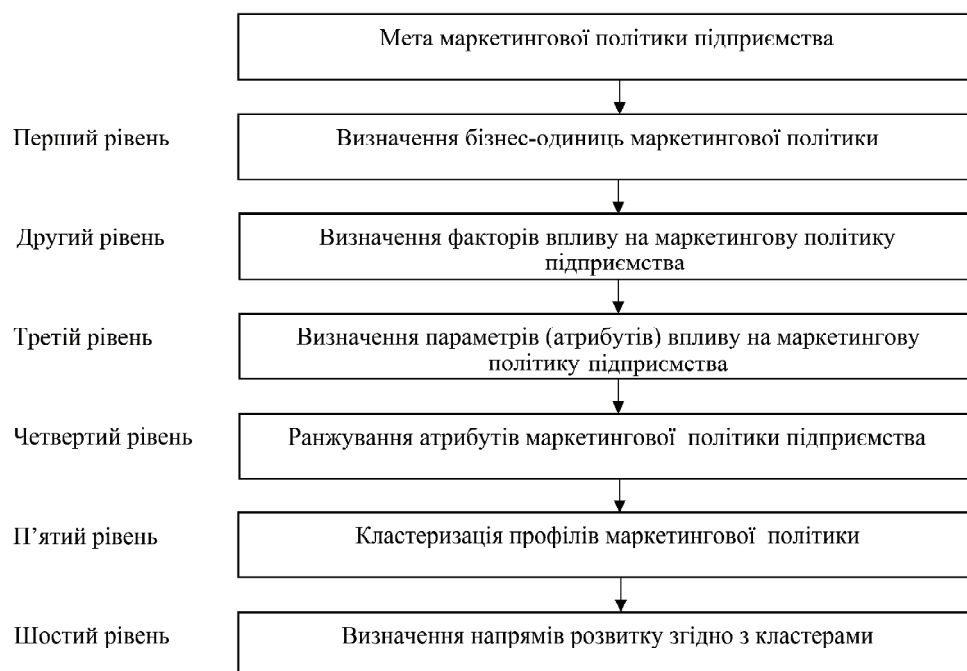 Мета маркетингової політики підприємства
Перший рівень
Визначення бізнес-одиниць маркетингової політики
Другий рівень
Визначення факторів впливу на маркетингову політику
підприємства
Третій рівень
Визначення параметрів (атрибутів) впливу на маркетингову
політику підприємства
Четвертий рівень
Ранжування атрибутів маркетингової політики підприємства
П’ятий рівень
Кластеризація профілів маркетингової політики
Шостий рівень
Визначення напрямів розвитку згідно з кластерами